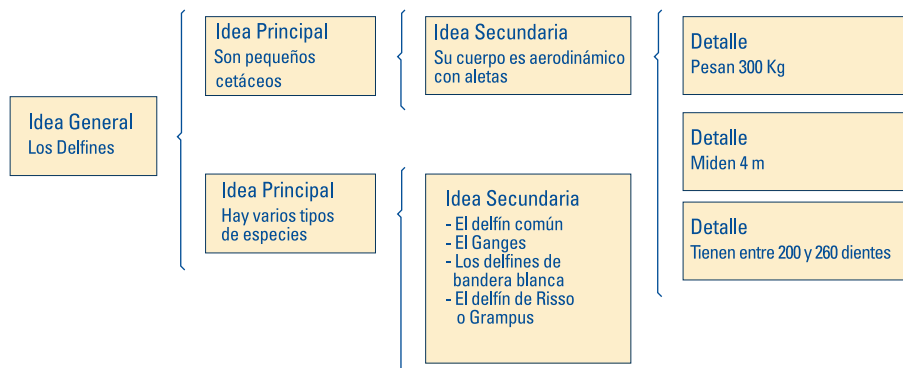 Idea General
Los Delfines
Idea Principal
Son pequeños
cetáceos
Idea Principal
Hay varios tipos
de especies
Idea Secundaria
Su cuerpo es aerodinámico
con aletas
Idea Secundaria
- El delfín común
- El Ganges
- Los delfines de
bandera blanca
- El delfín de Risso
o Grampus
Detalle
Pesan 300 Kg
Detalle
Miden 4 m
Detalle
Tienen entre 200 y 260 dientes